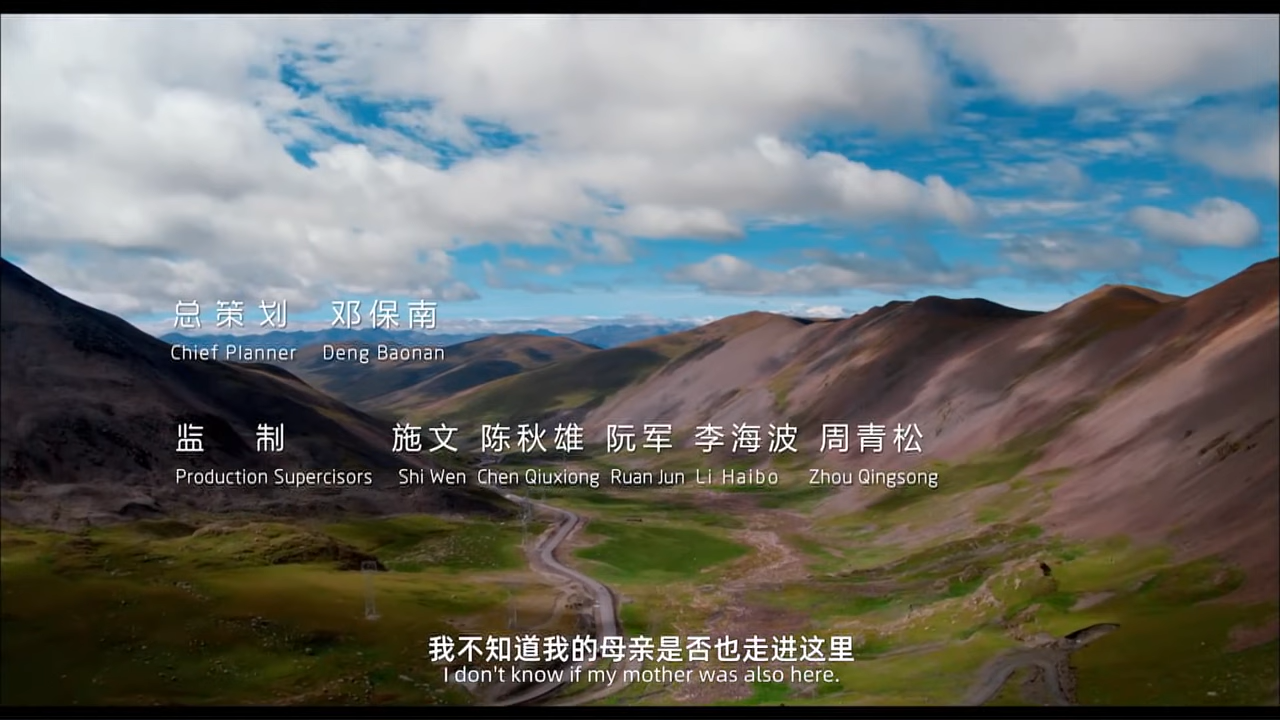 总策划 邓保南
Chief Planner Deng Baonan
监 制 施文 陈秋雄 阮军 李海波 周青松
Production Supercisors Shi Wen Chen Qiuxiong Ruan Jun Li Haibo Zhou Qingsong
我不知道我的母亲是否也走进这里
I don't know if my mother was also here.